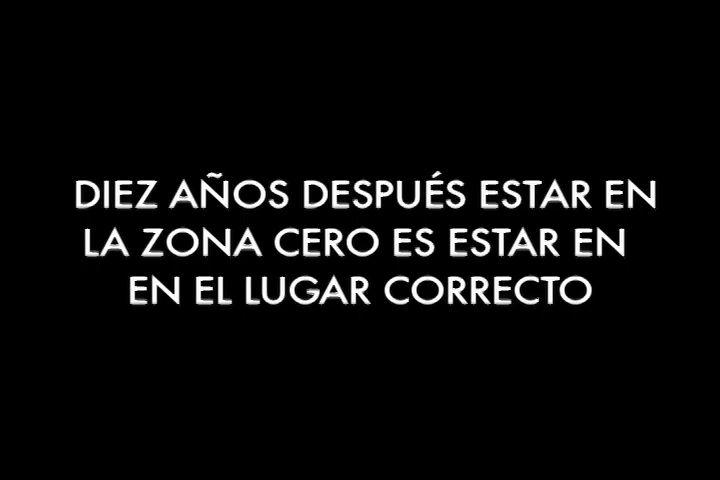 DIEZ AÑOS DESPUÉS ESTAR EN
LA ZONA CERO ES ESTAR EN
EN EL LUGAR CORRECTO